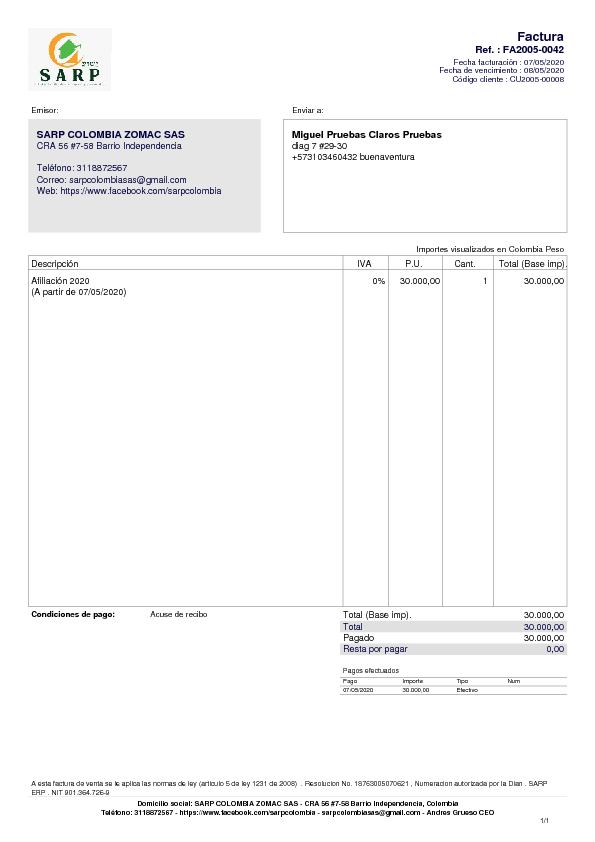 SARP
Factura
Ref. : FA2005-0042
Fecha facturación : 07/05/2020
Fecha de vencimiento : 08/05/2020
Código cliente : CU2005-00008
Emisor:
Enviar a:
SARP COLOMBIA ZOMAC SAS
CRA 56 #7-58 Barrio Independencia
Teléfono: 3118872567
Correo: sarpcolombiasas@gmail.com
Web: https://www.facebook.com/sarpcolombia
Miguel Pruebas Claros Pruebas
diag 7 #29-30
+573103460432 buenaventura
Importes visualizados en Colombia Peso
Descripción IVA P.U. Cant. Total (Base imp).
Afiliación 2020 0% 30.000,00 1 30.000,00
(A partir de 07/05/2020)
Condiciones de pago: Acuse de recibo
Total (Base imp). 30.000,00
Total 30.000,00
Pagado 30.000,00
Resta por pagar 0,00
Pagos efectuados
Pago Importe Tipo Num
07/05/2020 30.000,00 Efectivo
A esta factura de venta se le aplica las normas de ley (articulo 5 de ley 1231 de 2008) . Resolucion No. 18763005070621 , Numeracion autorizada por la Dian . SARP
ERP . NIT 901.364.726-9
Domicilio social: SARP COLOMBIA ZOMAC SAS - CRA 56 #7-58 Barrio Independencia, Colombia
Teléfono: 3118872567 - https://www.facebook.com/sarpcolombia - sarpcolombiasas@gmail.com - Andres Grueso CEO
1/1